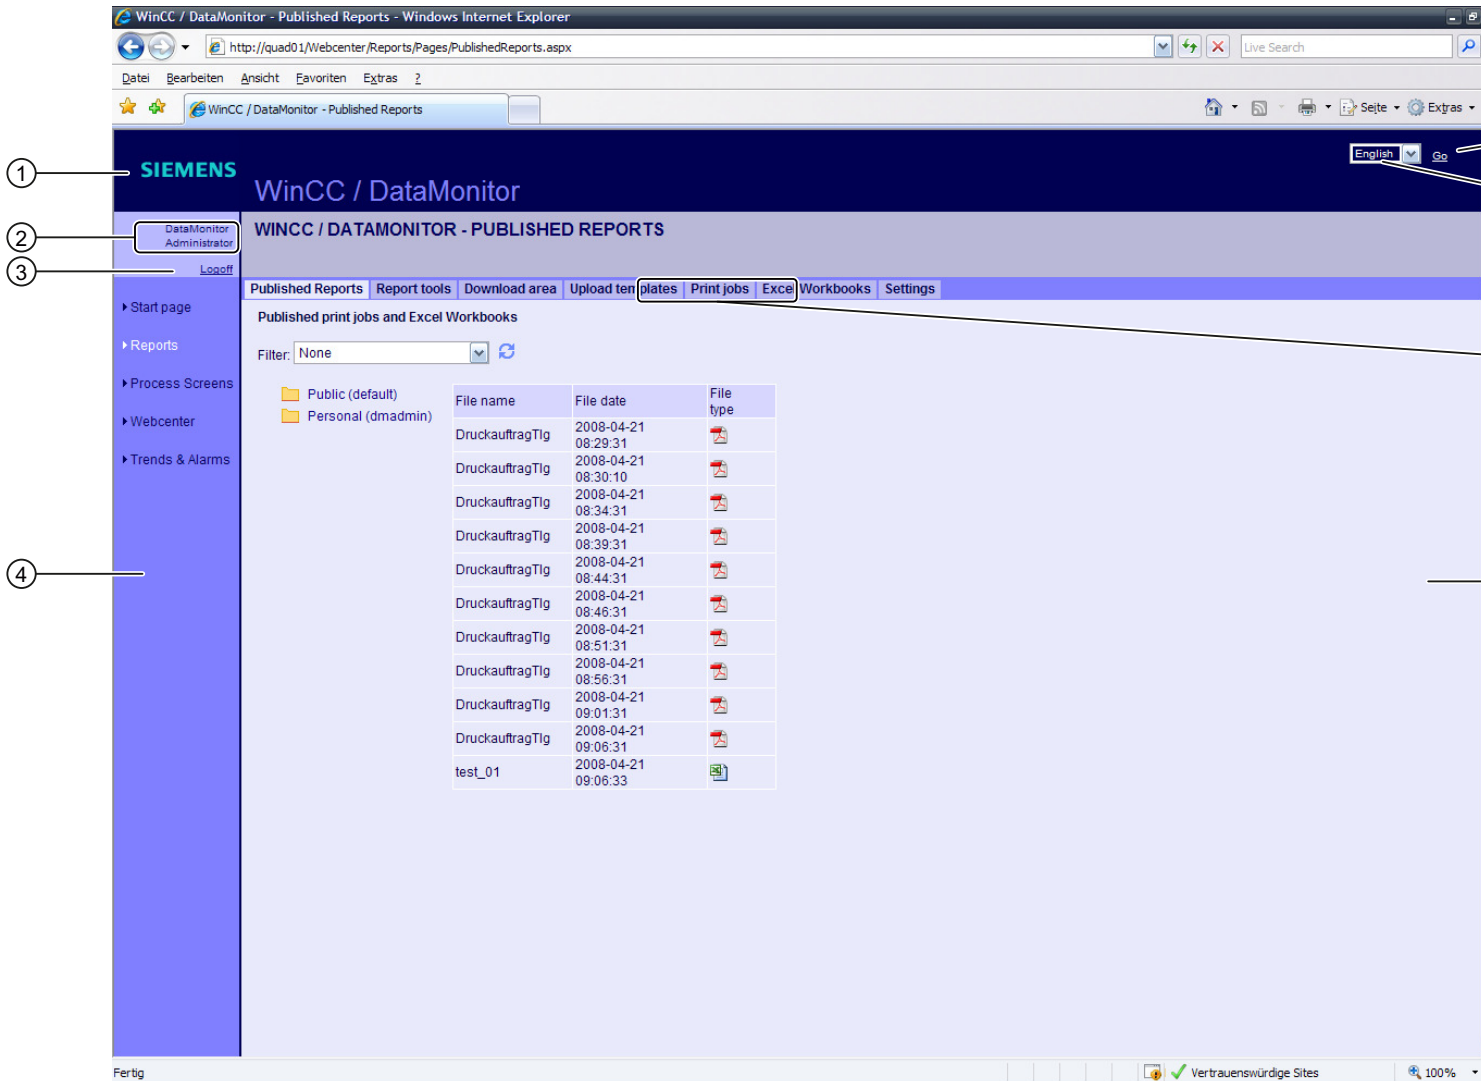 WinCC / DataMonitor - Published Reports - Windows Internet Explorer
http://quad01/Webcenter/Reports/Pages/PublishedReports.aspx
Live Search
Datei Bearbeiten Ansicht Favoriten Extras ?
WinCC / DataMonitor - Published Reports
Seite
Extras
English Go
1 SIEMENS
WinCC / DataMonitor
2 DataMonitor
Administrator
WINCC / DATAMONITOR - PUBLISHED REPORTS
3 Logoff
Published Reports Report tools Download area Upload templates Print jobs Excel Workbooks Settings
Start page
Published print jobs and Excel Workbooks
Reports
Filter: None
Process Screens
Public (default)
Personal (dmadmin)
Webcenter
Trends & Alarms
4
File name File date File type
DruckauftragTlg 2008-04-21 08:29:31
DruckauftragTlg 2008-04-21 08:30:10
DruckauftragTlg 2008-04-21 08:34:31
DruckauftragTlg 2008-04-21 08:39:31
DruckauftragTlg 2008-04-21 08:44:31
DruckauftragTlg 2008-04-21 08:46:31
DruckauftragTlg 2008-04-21 08:51:31
DruckauftragTlg 2008-04-21 08:56:31
DruckauftragTlg 2008-04-21 09:01:31
DruckauftragTlg 2008-04-21 09:06:31
test_01 2008-04-21 09:06:33
Fertig
Vertrauenswürdige Sites
100%